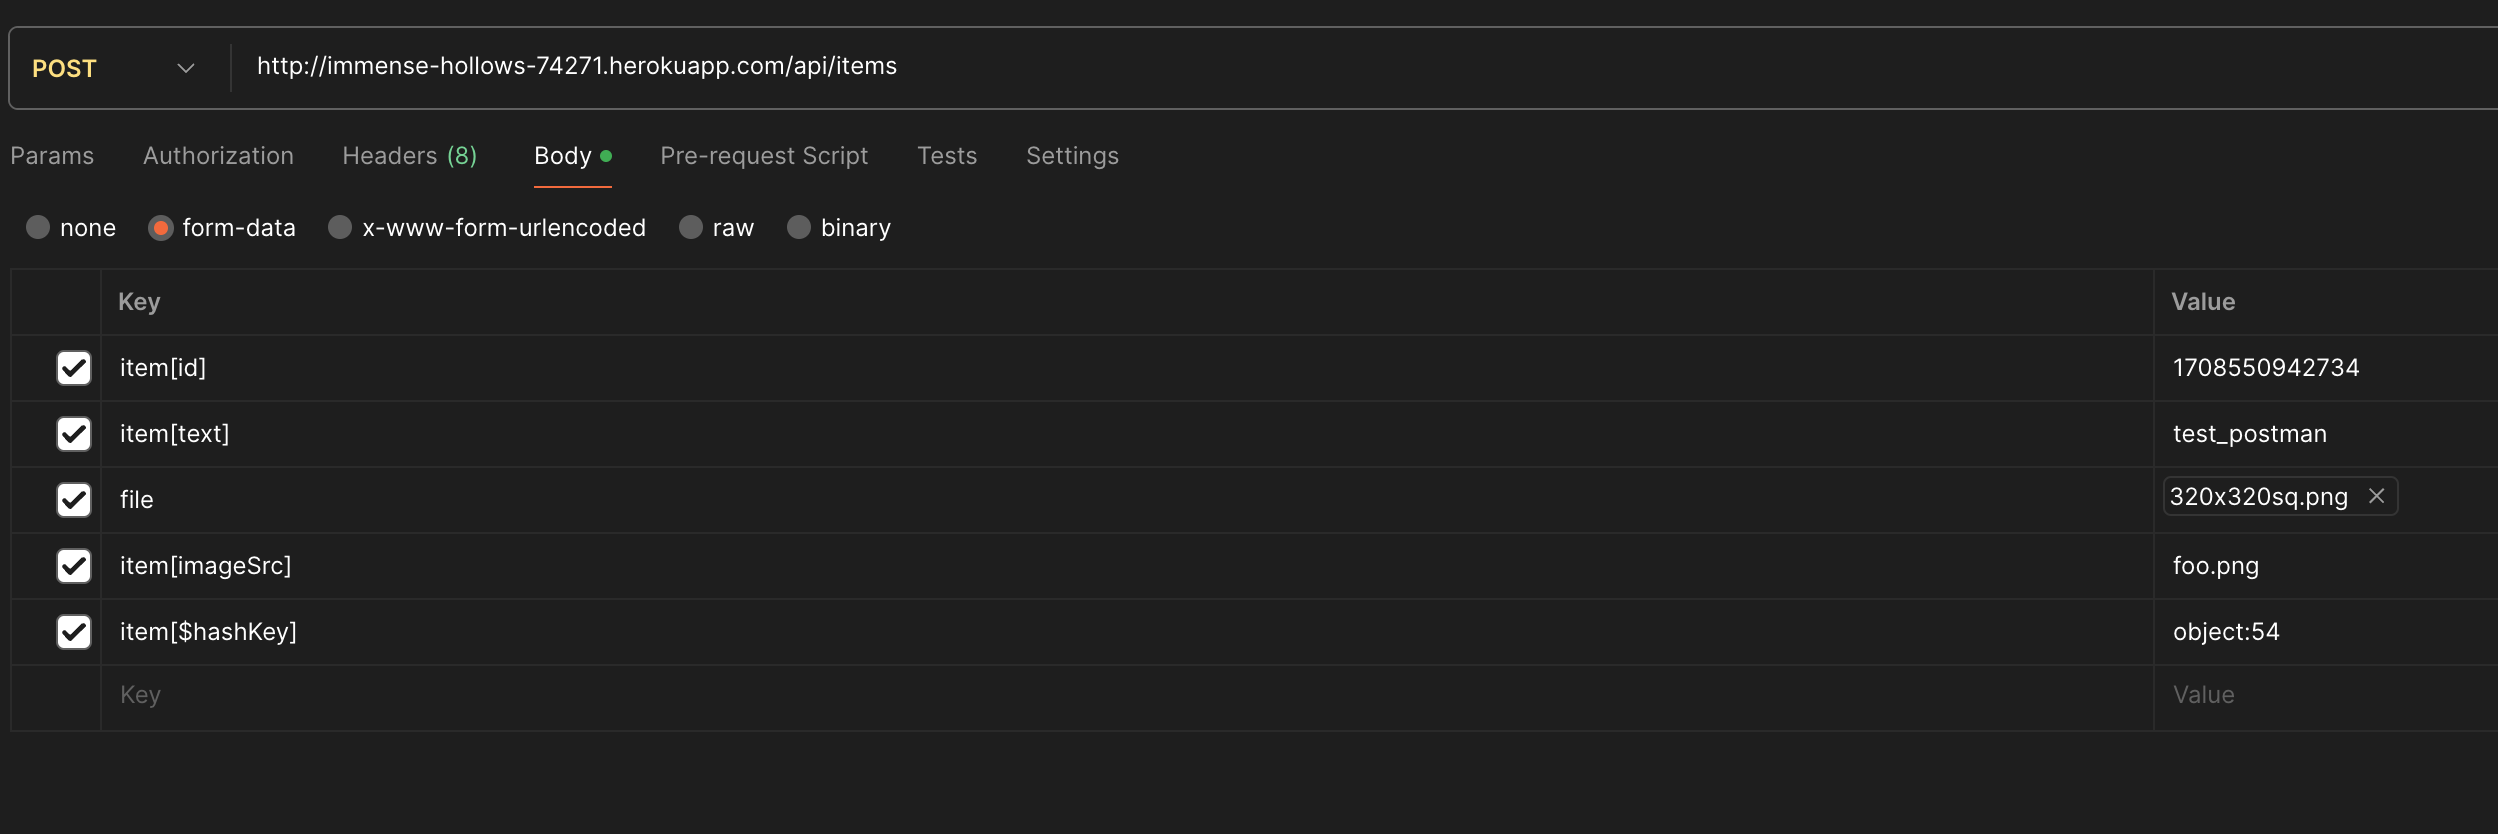 POST http://immense-hollows-74271.herokuapp.com/api/items
Params Authorization Headers (8) Body Pre-request Script Tests Settings
none form-data x-www-form-urlencoded raw binary
Key Value
item[id] 1708550942734
item[text] test_postman
file 320x320sq.png
item[imageSrc] foo.png
item[$hashKey] object:54
Key Value